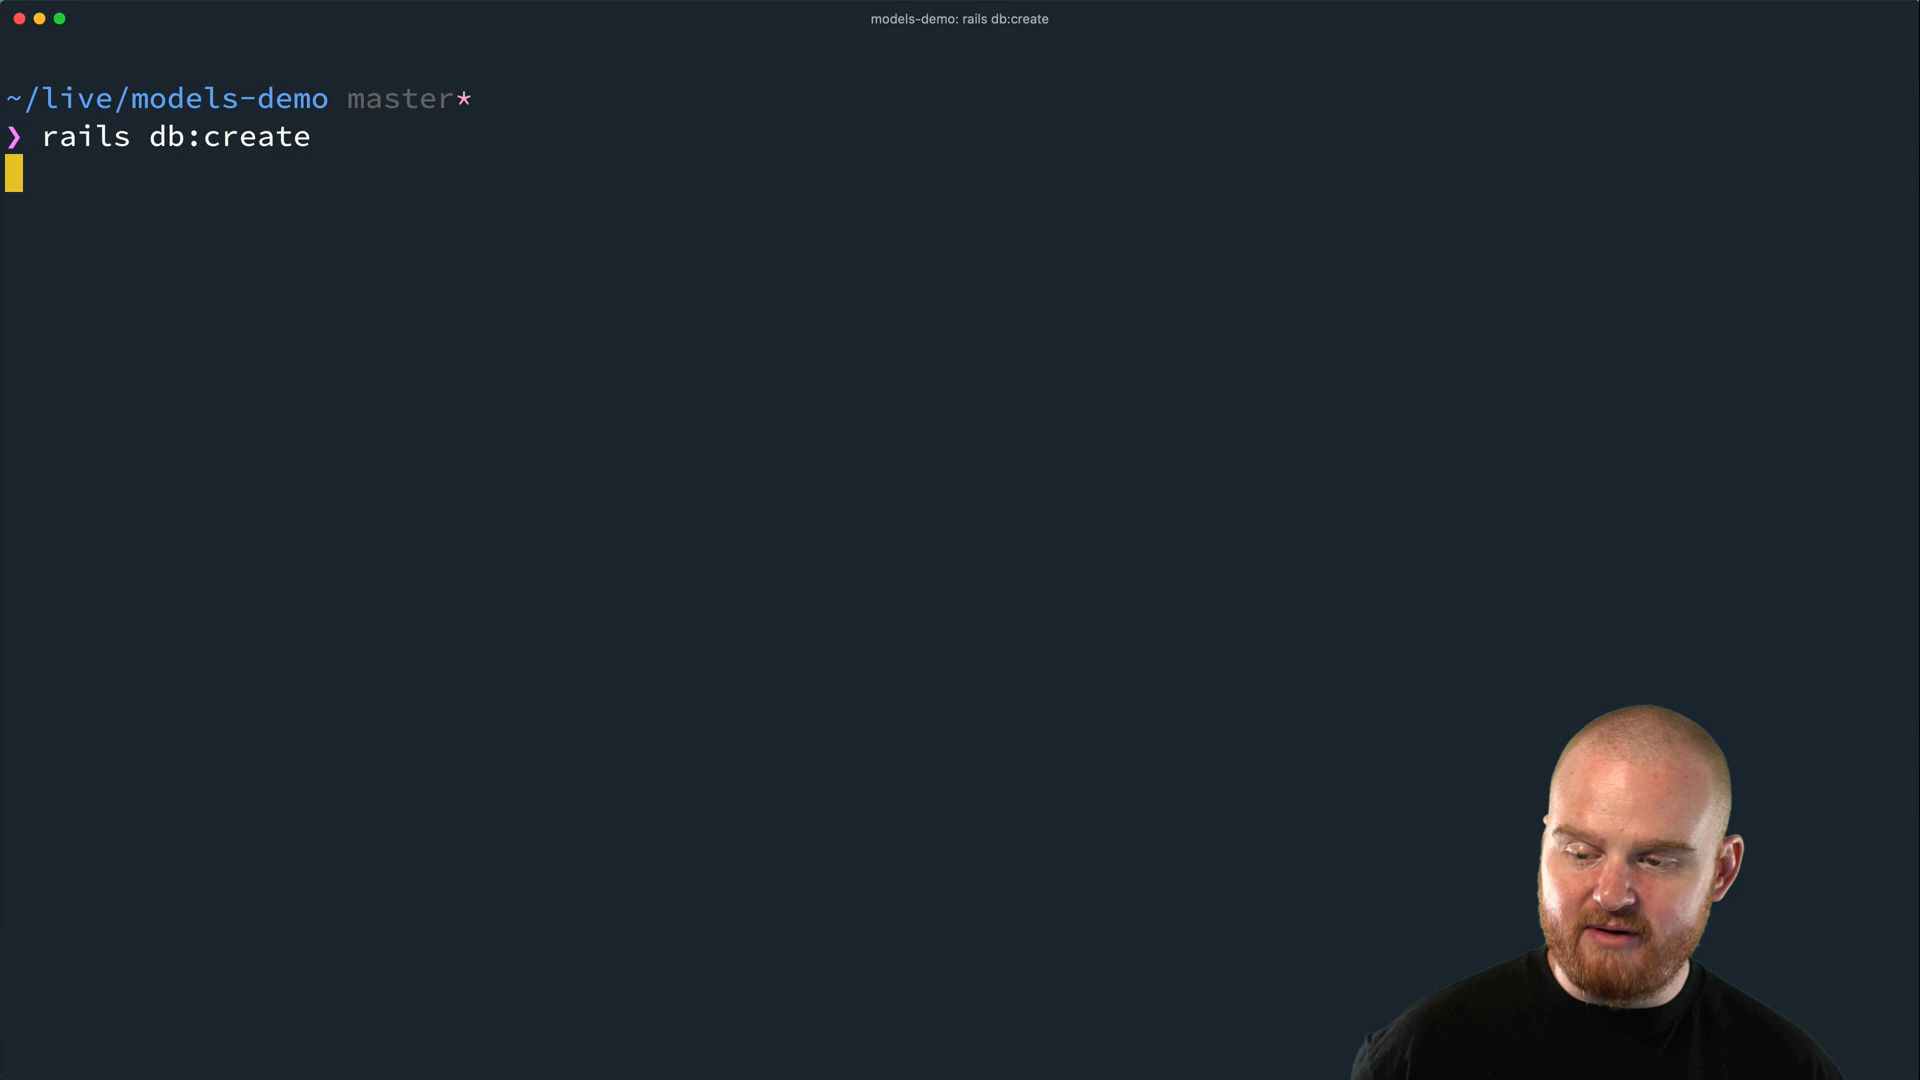 models-demo: rails db:create
~/live/models-demo master*
❯ rails db:create